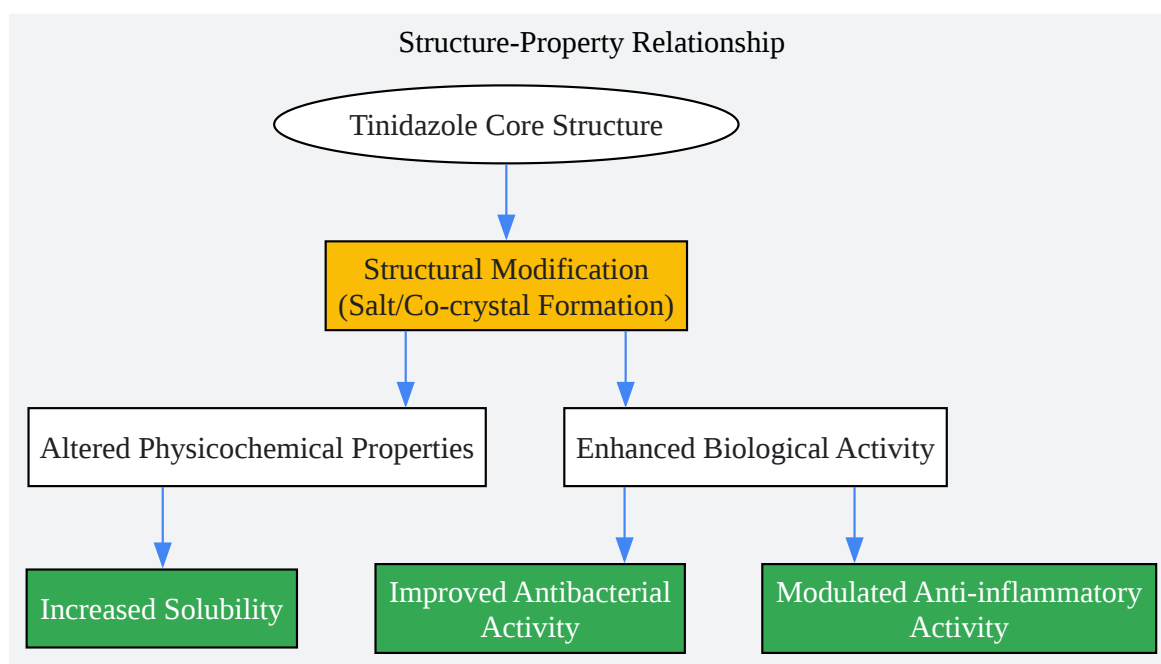 Structure-Property Relationship
Tinidazole Core Structure
Structural Modification
(Salt/Co-crystal Formation)
Altered Physicochemical Properties
Enhanced Biological Activity
Increased Solubility
Improved Antibacterial
Activity
Modulated Anti-inflammatory
Activity